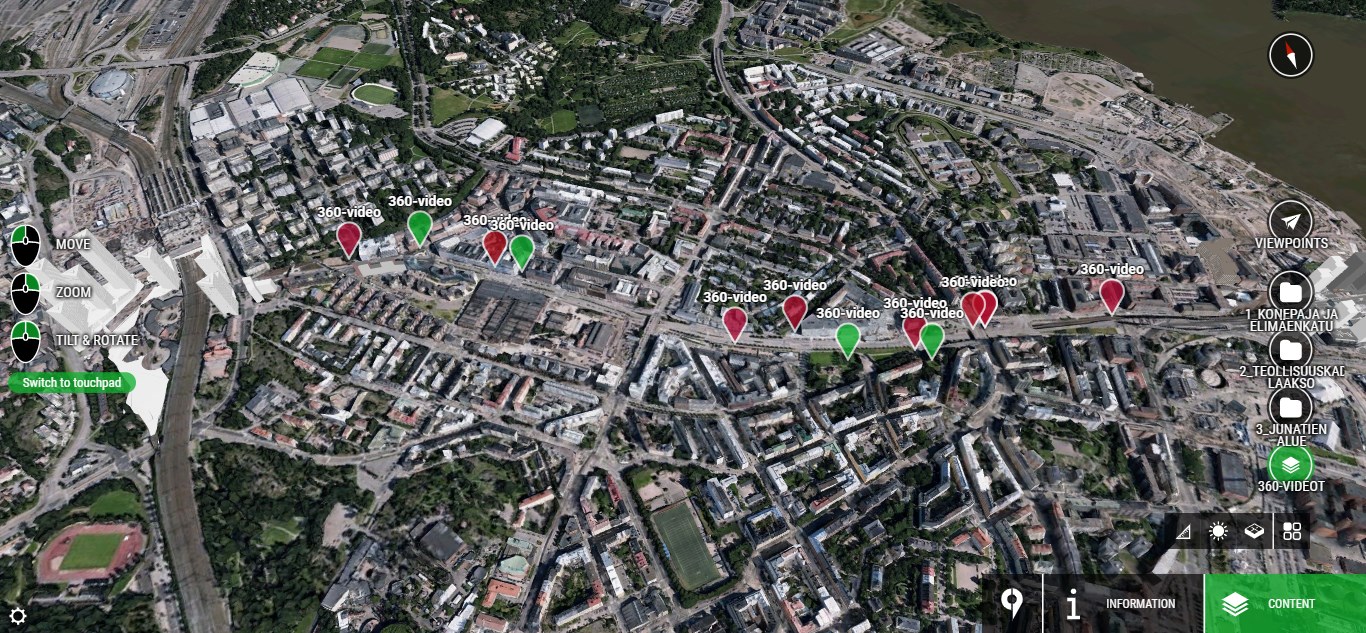 360-video
360-video
360-video
360-video
MOVE
ZOOM
TILT & ROTATE
Switch to touchpad
360-video
360-video
360-video
360-video
360-video
360-video
360-video
VIEWPOINTS
1_KONEPAJA JA
ELIMÄENKATU
2_TEOLLISUUSKAD
LAAKSO
3_JUNATIEN
ALUE
360-VIDEOT
INFORMATION
CONTENT